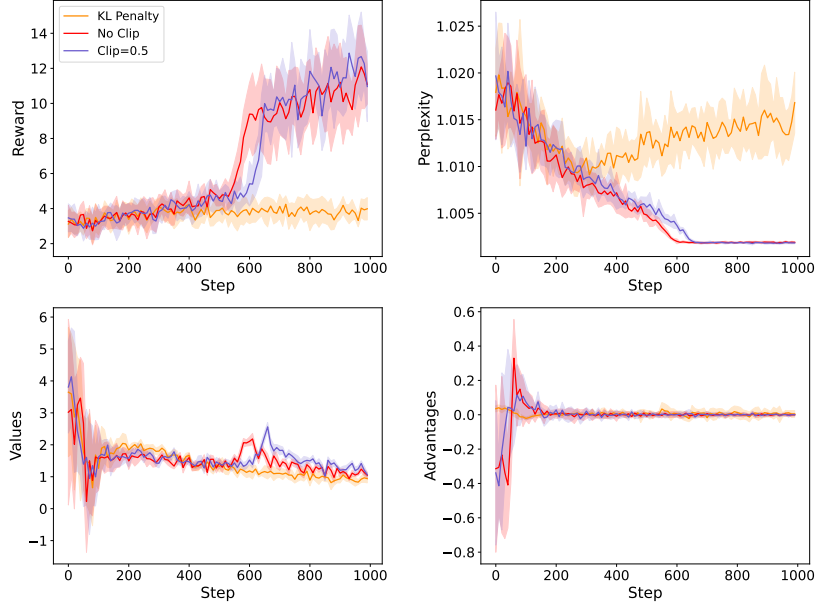 KL Penalty
No Clip
Clip=0.5
Reward
14
12
10
8
6
4
2
0 200 400 600 800 1000
Step
Perplexity
1.025
1.020
1.015
1.010
1.005
0 200 400 600 800 1000
Step
Values
6
5
4
3
2
1
0
−1
0 200 400 600 800 1000
Step
Advantages
0.6
0.4
0.2
0.0
−0.2
−0.4
−0.6
−0.8
0 200 400 600 800 1000
Step